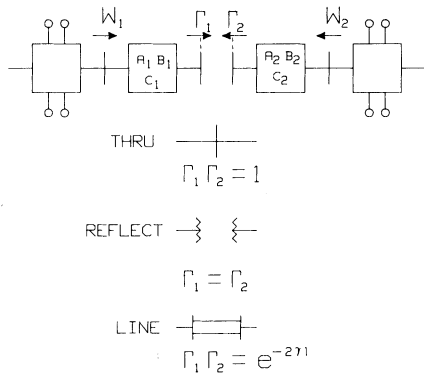 W₁ Γ₁ Γ₂ W₂
A₁ B₁ A₂ B₂
C₁ C₂
THRU
Γ₁ Γ₂ = 1
REFLECT
Γ₁ = Γ₂
LINE
Γ₁ Γ₂ = e⁻²ᵞˡ